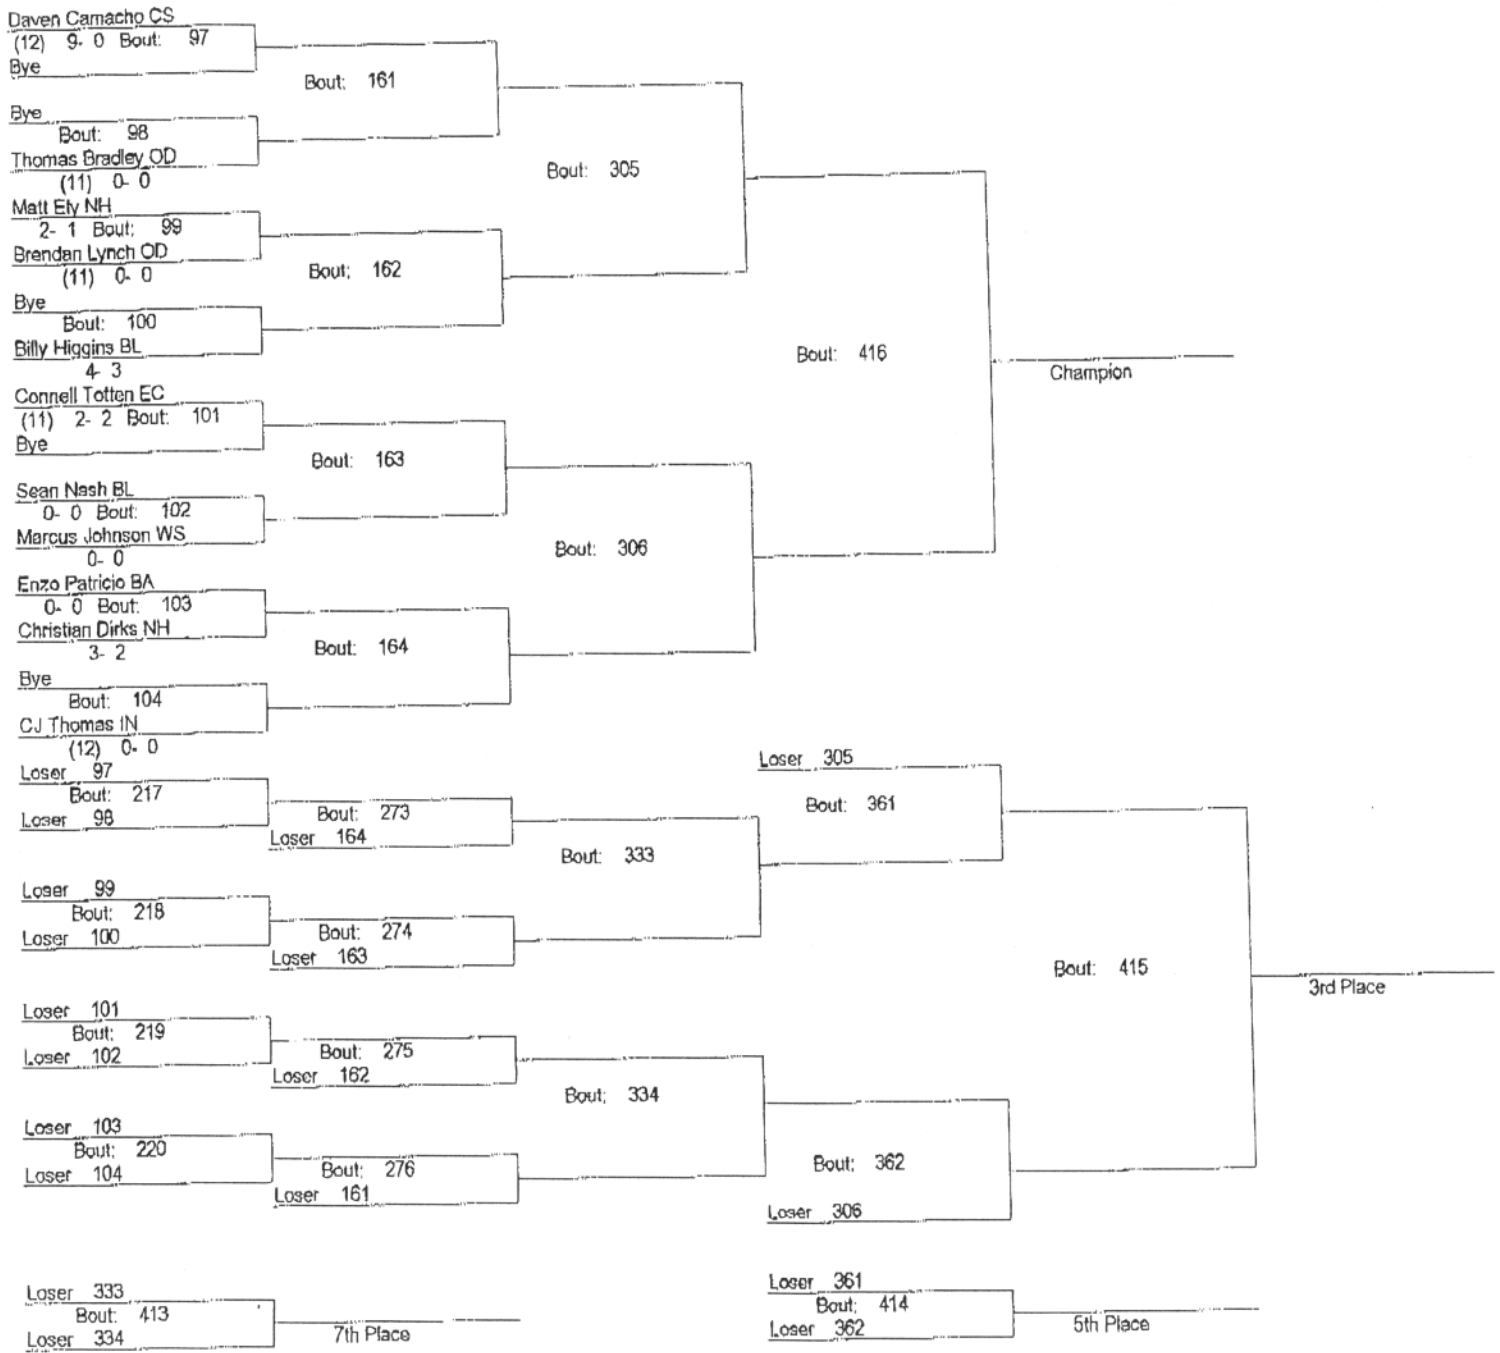 Daven Camacho CS
(12) 9- 0 Bout: 97
Bye
Bout: 161
Bye
Bout: 98
Thomas Bradley OD
(11) 0- 0
Bout: 305
Matt Ely NH
2- 1 Bout: 99
Brendan Lynch OD
(11) 0- 0
Bout: 162
Bye
Bout: 100
Billy Higgins BL
4- 3
Bout: 416
Champion
Connell Totten EC
(11) 2- 2 Bout: 101
Bye
Bout: 163
Sean Nash BL
0- 0 Bout: 102
Marcus Johnson WS
0- 0
Bout: 306
Enzo Patricio BA
0- 0 Bout: 103
Christian Dirks NH
3- 2
Bout: 164
Bye
Bout: 104
CJ Thomas IN
(12) 0- 0
Loser 97
Bout: 217
Loser 98
Bout: 273
Loser 164
Loser 305
Bout: 361
Bout: 333
Loser 99
Bout: 218
Loser 100
Bout: 274
Loser 163
Bout: 415
3rd Place
Loser 101
Bout: 219
Loser 102
Bout: 275
Loser 162
Bout: 334
Loser 103
Bout: 220
Loser 104
Bout: 276
Loser 161
Bout: 362
Loser 306
Loser 333
Bout: 413
Loser 334
7th Place
Loser 361
Bout: 414
Loser 362
5th Place